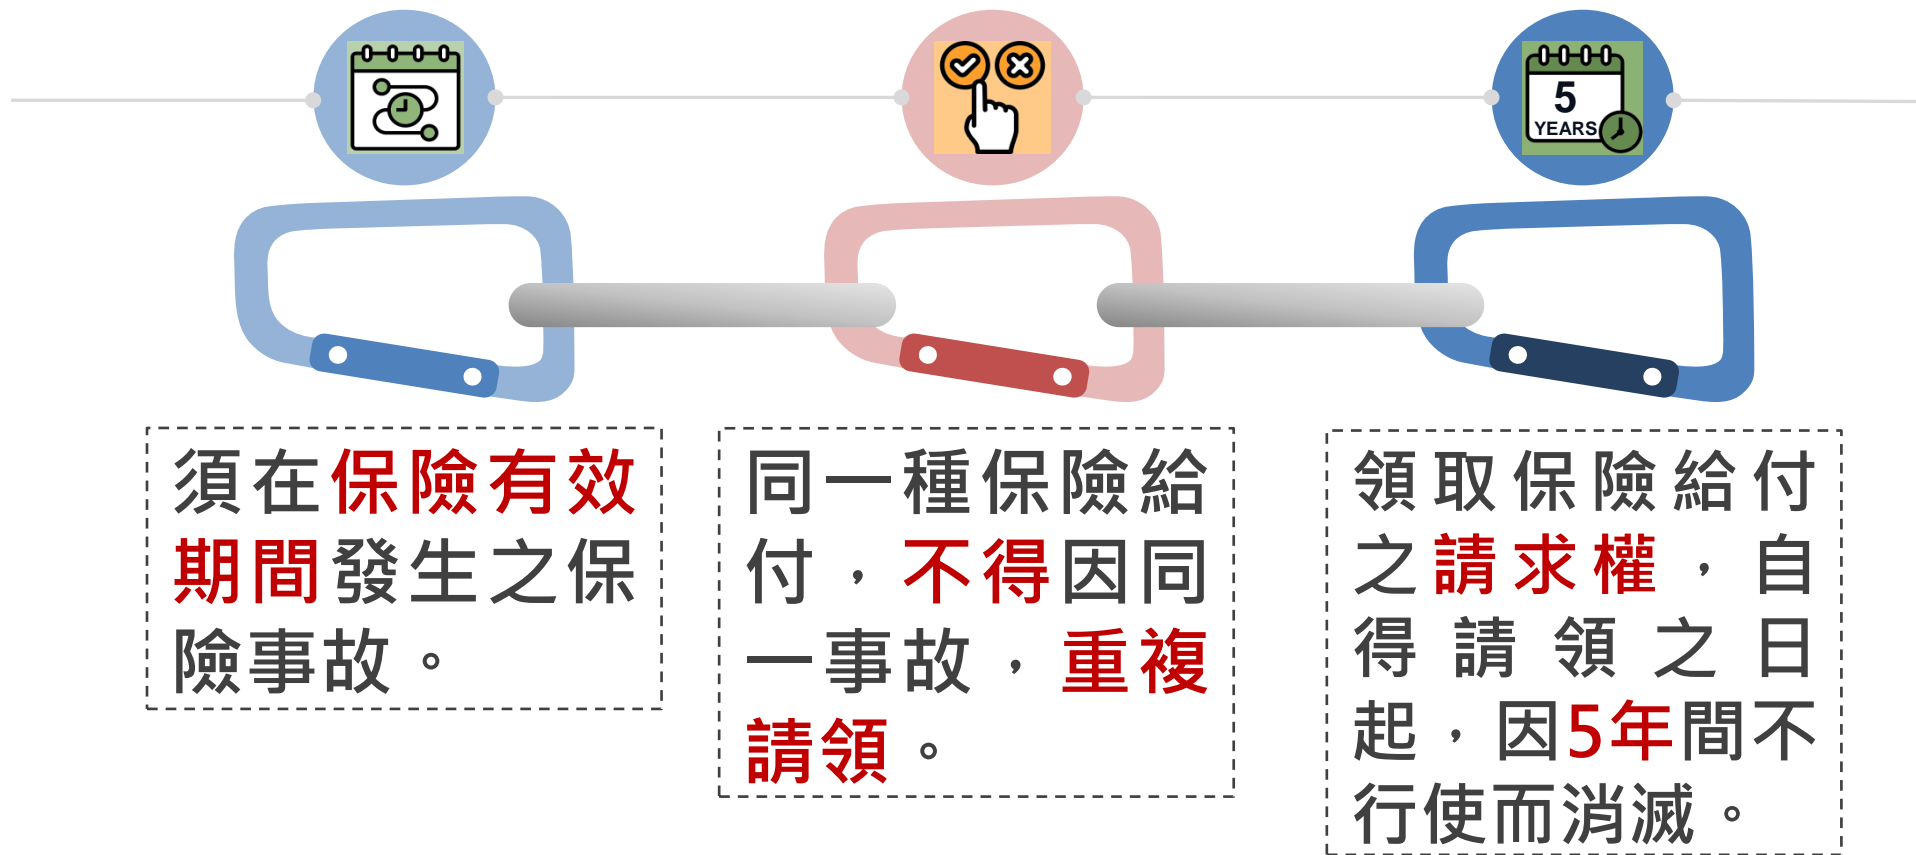 5
YEARS
須在保險有效
期間發生之保
險事故。
同一種保險給
付，不得因同
一事故，重複
請領。
領取保險給付
之請求權，自
得請領之日
起，因5年間不
行使而消滅。